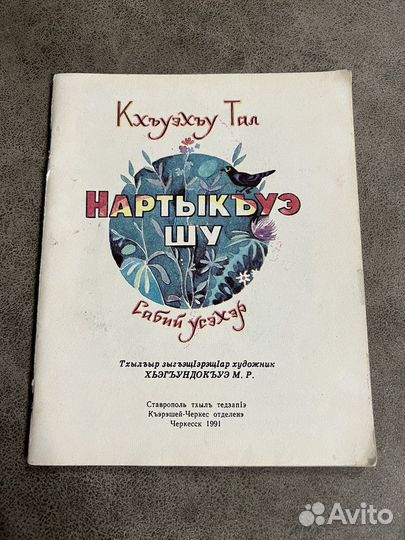 Кхъуэхъу Тал
НАРТЫКЪУЭ
ШУ
Сабий усэхэр
Тхылъыр зыгъэщIэрэщIар художник
ХЬЭГЪУНДОКЪУЭ М. Р.
Ставрополь тхылъ тедзапIэ
Къэрэшей-Черкес отделенэ
Черкесск 1991
Avito